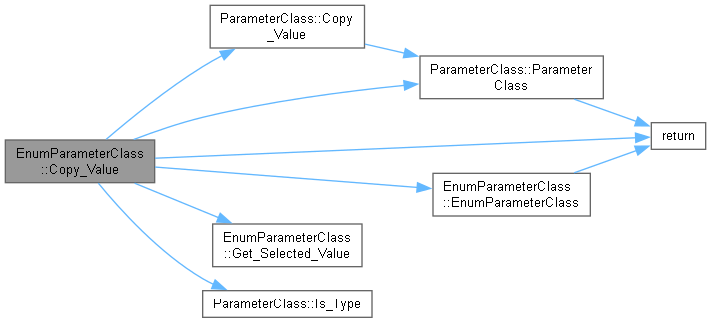 ParameterClass::Copy
_Value
ParameterClass::Parameter
Class
return
EnumParameterClass
::Copy_Value
EnumParameterClass
::EnumParameterClass
EnumParameterClass
::Get_Selected_Value
ParameterClass::Is_Type